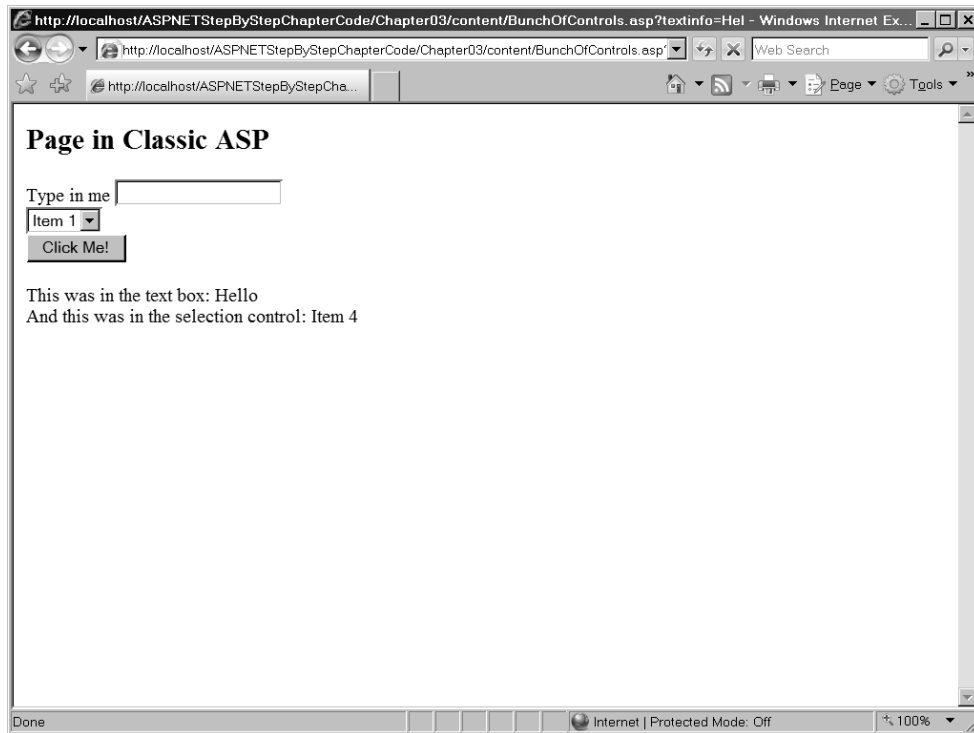 http://localhost/ASPNETStepByStepChapterCode/Chapter03/content/BunchOfControls.asp?textinfo=Hel - Windows Internet Ex...
http://localhost/ASPNETStepByStepChapterCode/Chapter03/content/BunchOfControls.asp?
Web Search
http://localhost/ASPNETStepByStepCha...
Page
Tools
»
Page in Classic ASP
Type in me
Item 1
Click Me!
This was in the text box: Hello
And this was in the selection control: Item 4
Done
Internet | Protected Mode: Off
100%